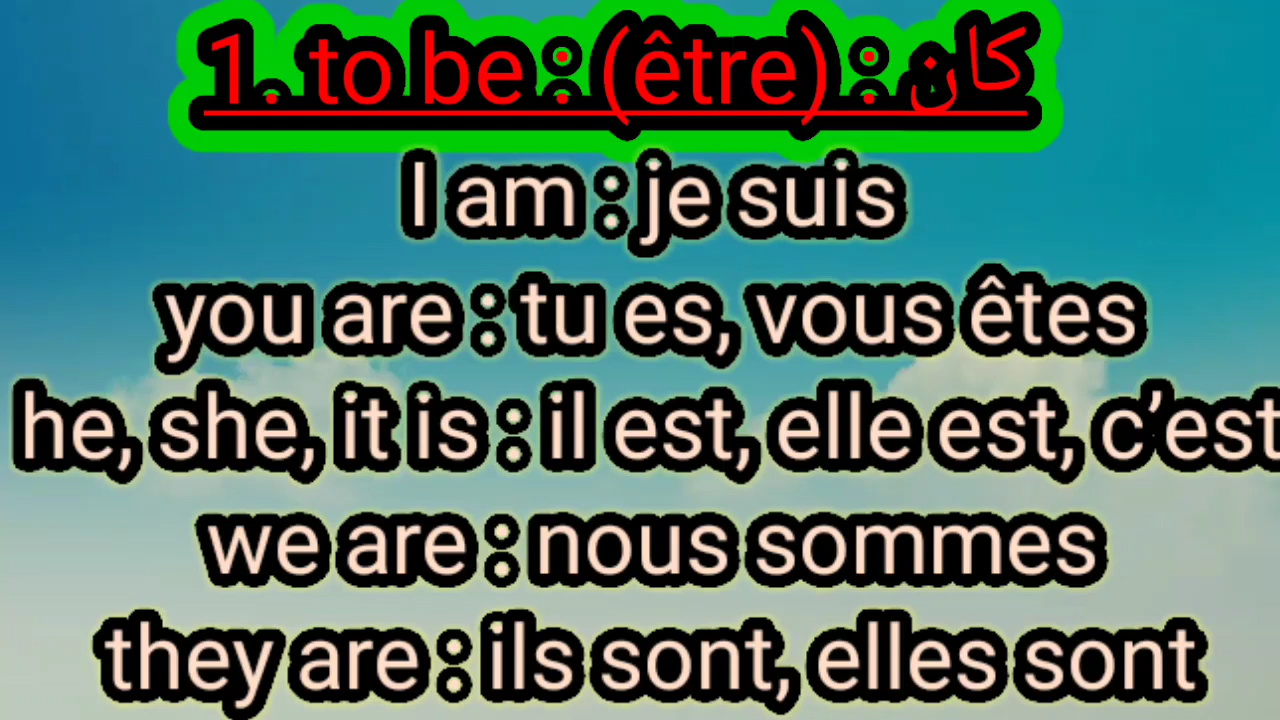 1. to be : (être) : كان
I am : je suis
you are : tu es, vous êtes
he, she, it is : il est, elle est, c’est
we are : nous sommes
they are : ils sont, elles sont